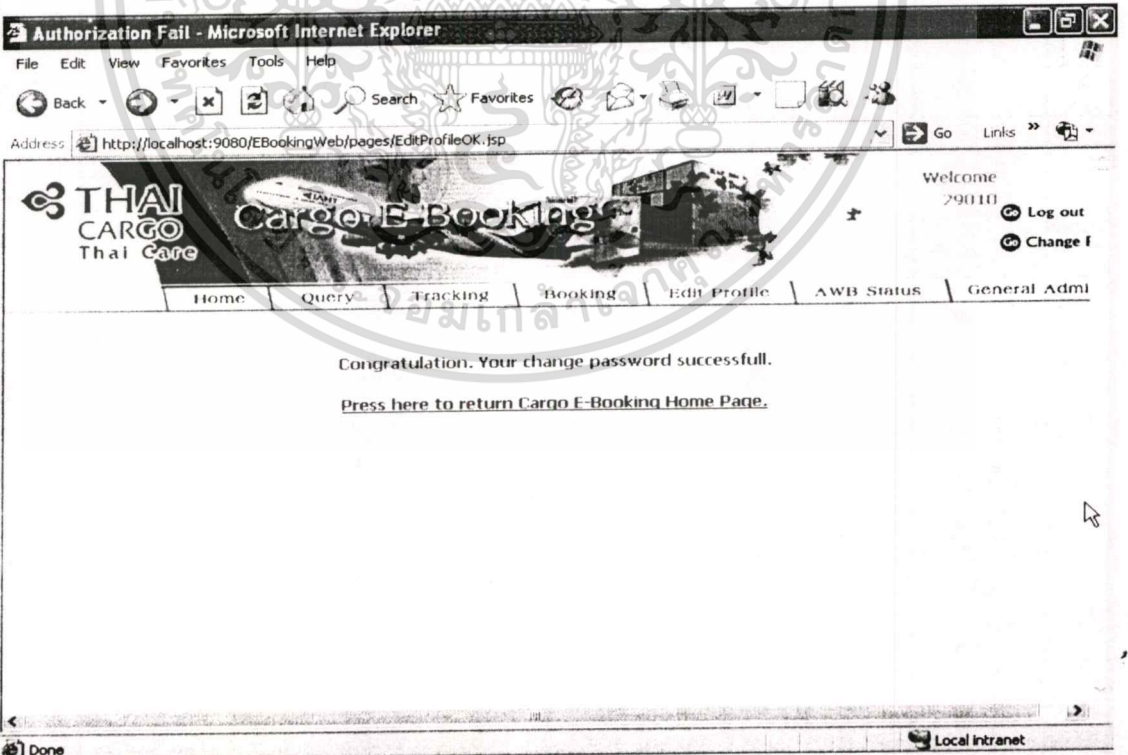 Authorization Fail - Microsoft Internet Explorer
File Edit View Favorites Tools Help
Back Search Favorites
Address http://localhost:9080/EBookingWeb/pages/EditProfileOK.jsp Go Links »
THAI
CARGO
Thai Care
Cargo E-Booking
Welcome
29010
Go Log out
Go Change F
Home Query Tracking Booking Edit Profile AWB Status General Admi
Congratulation. Your change password successfull.
Press here to return Cargo E-Booking Home Page.
Done Local intranet